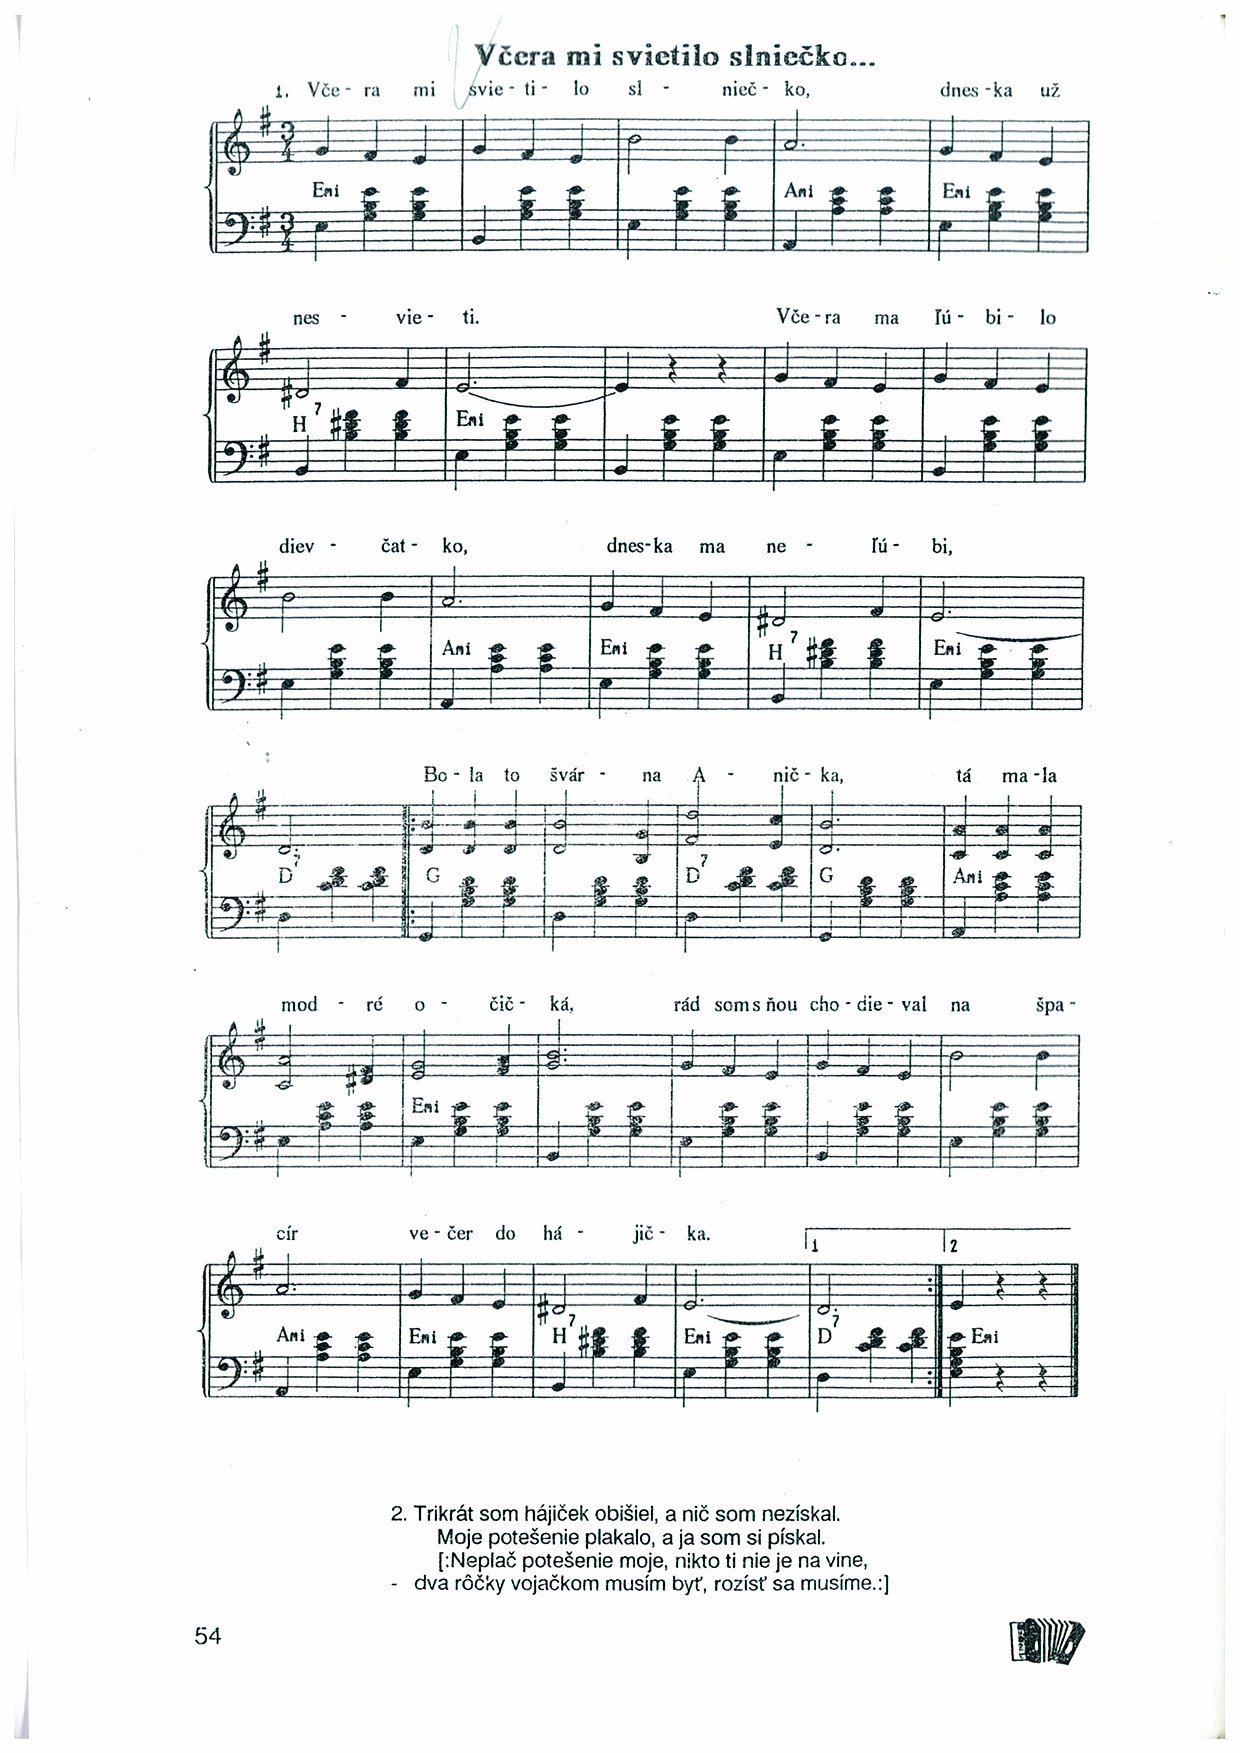 Včera mi svietilo slniečko...
1. Vče - ra mi svie - ti - lo sl - nieč - ko, dnes - ka už
3 4 Emi Ami Emi
3 4
nes - vie - ti. Vče - ra ma ľú - bi - lo
H 7 Emi
diev - čat - ko, dnes-ka ma ne - ľú - bi,
Ami Emi H 7 Emi
Bo - la to švár - na A - nič - ka, tá ma - la
D 7 G D 7 G Ami
mod - ré o - čič - ká, rád som s ňou cho - die - val na špa -
Emi
cír ve - čer do há - jič - ka. 1 2
Ami Emi H 7 Emi D 7 Emi
2. Trikrát som hájiček obišiel, a nič som nezískal.
Moje potešenie plakalo, a ja som si pískal.
[:Neplač potešenie moje, nikto ti nie je na vine,
- dva rôčky vojačkom musím byť, rozísť sa musíme.:]
54